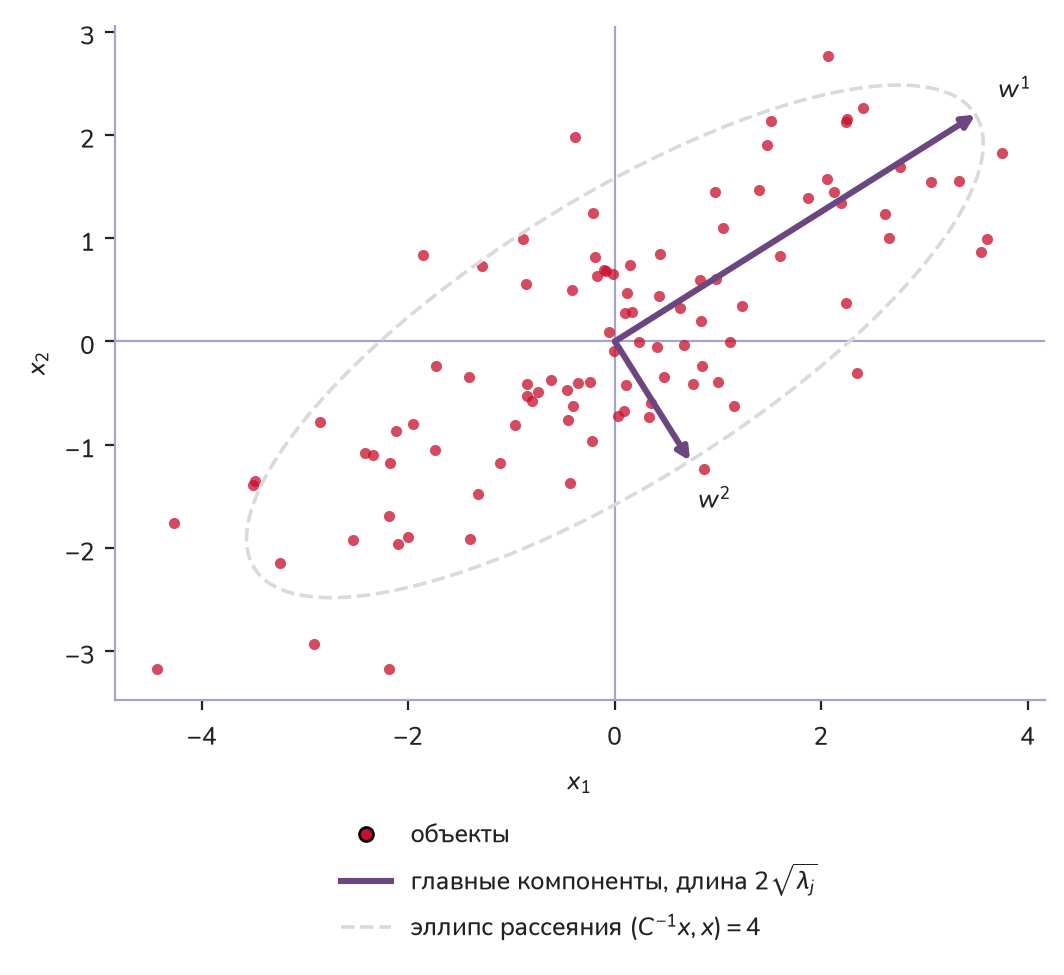 3
w¹
2
1
0
x₂
−1
w²
−2
−3
−4 −2 0 2 4
x₁
объекты
главные компоненты, длина 2√λⱼ
эллипс рассеяния (C⁻¹x, x) = 4